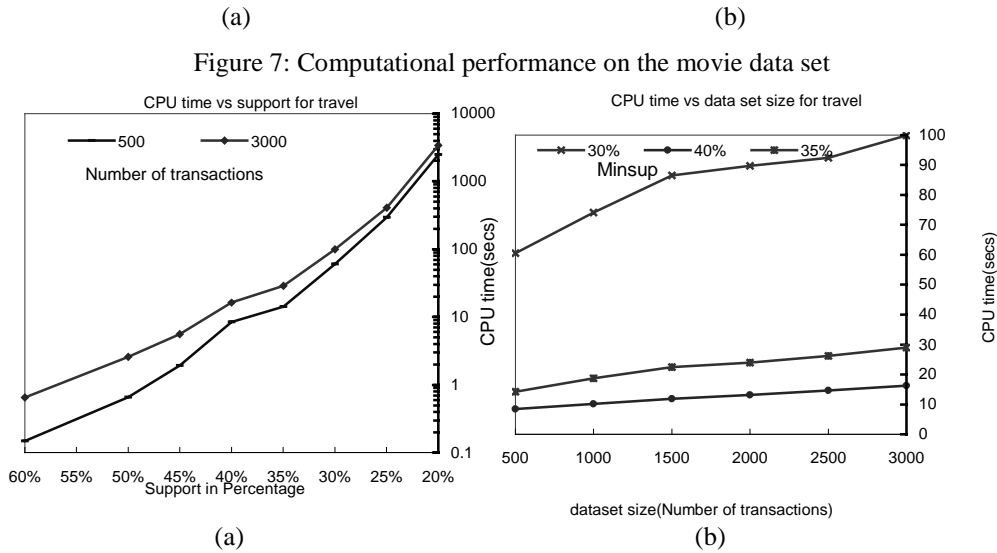 (a) (b)
Figure 7: Computational performance on the movie data set
CPU time vs support for travel
500 3000
Number of transactions
10000
1000
100
10
1
0.1
CPU time(secs)
60% 55% 50% 45% 40% 35% 30% 25% 20%
Support in Percentage
(a)
CPU time vs data set size for travel
30% 40% 35%
Minsup
100
90
80
70
60
50
40
30
20
10
0
CPU time(secs)
500 1000 1500 2000 2500 3000
dataset size(Number of transactions)
(b)